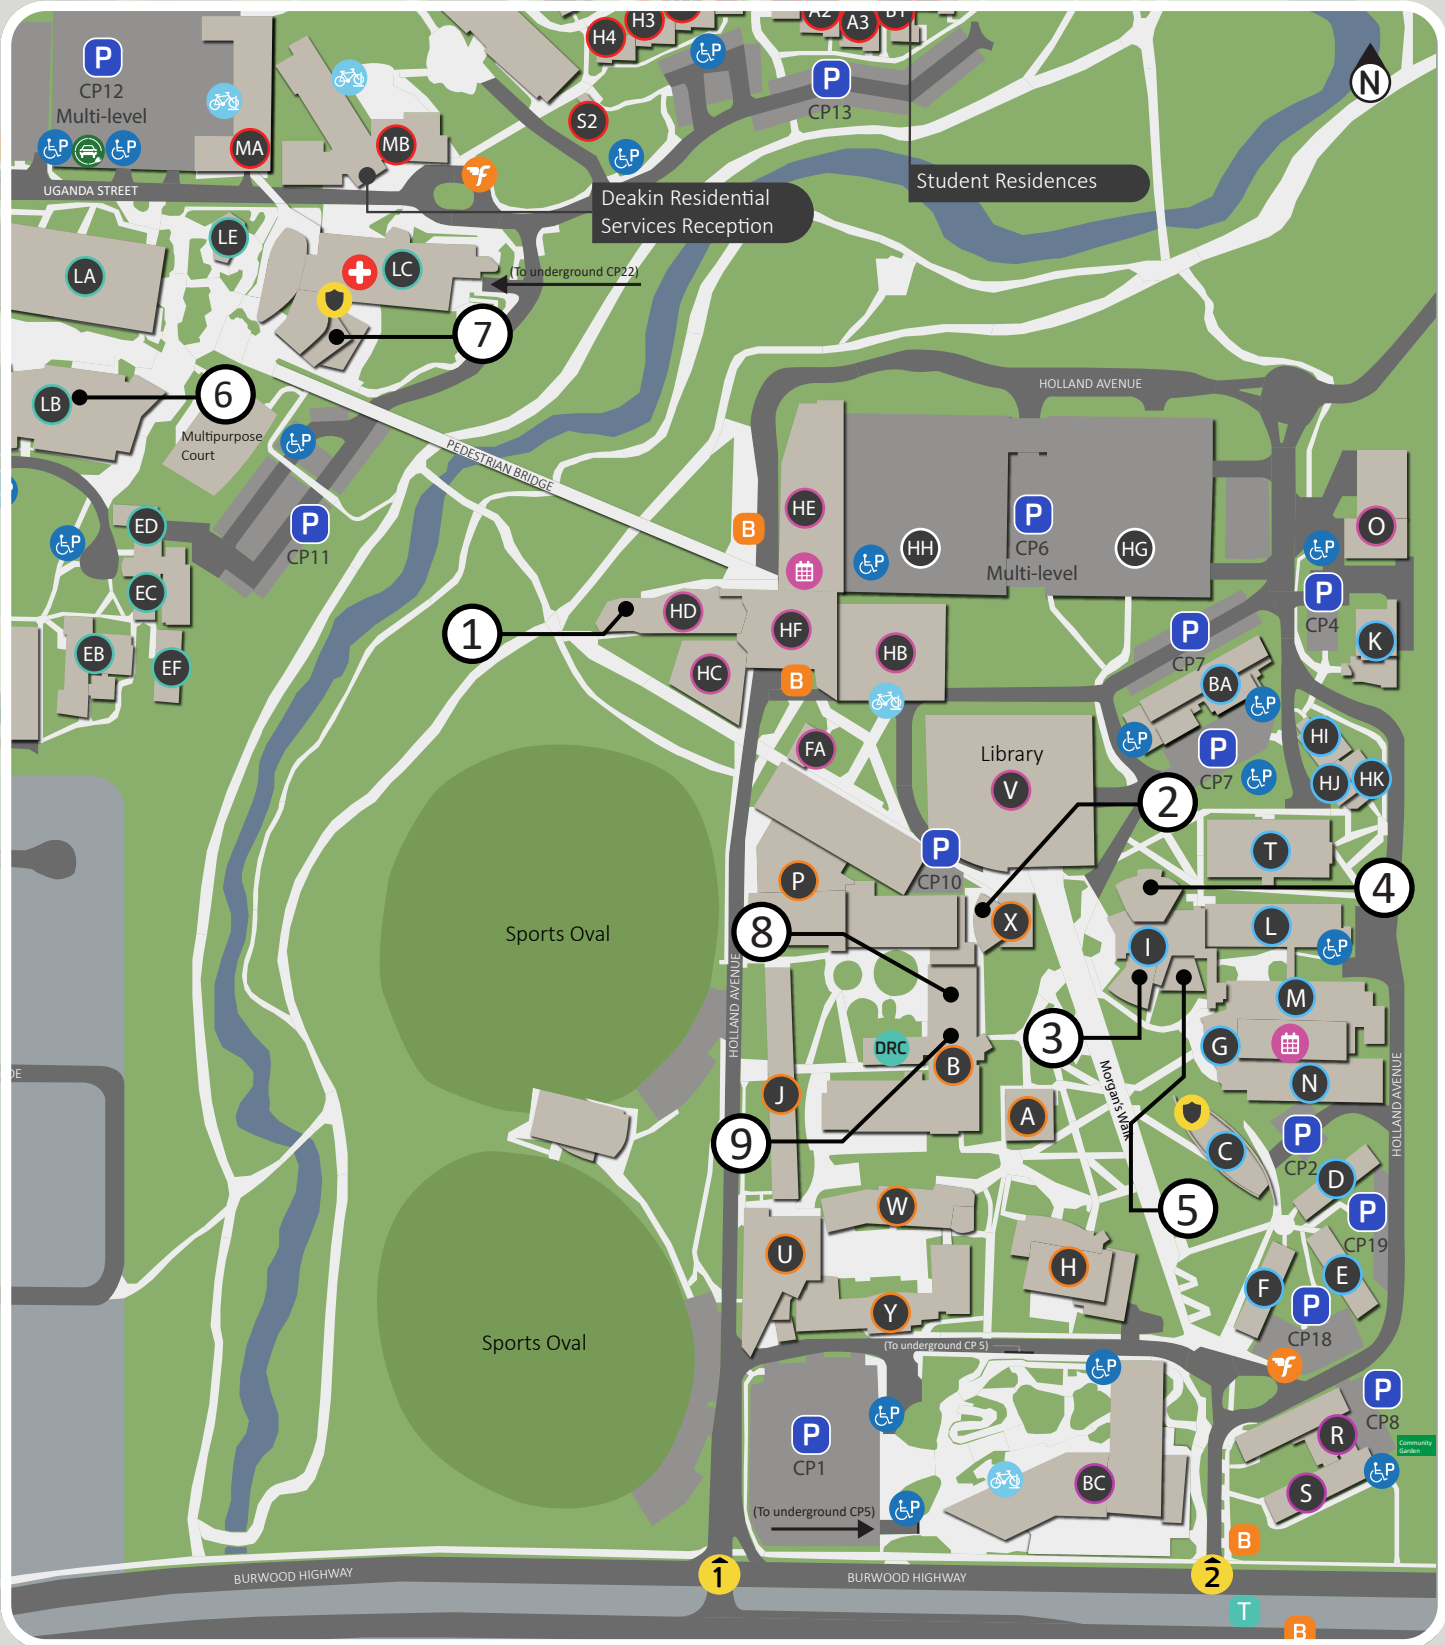 H4
H3
A2
A3
B1
P
CP12
Multi-level
P
CP13
N
P
P
MA
MB
S2
P
P
UGANDA STREET
Deakin Residential
Services Reception
Student Residences
LE
LA
LC
(To underground CP22)
7
6
LB
Multipurpose
Court
P
PEDESTRIAN BRIDGE
HOLLAND AVENUE
HE
B
P
CP6
Multi-level
HH
HG
P
O
P
ED
P
CP11
P
EC
P
CP4
1
HD
HF
HB
HC
B
P
CP7
K
EB
EF
BA
P
P
HI
FA
Library
V
P
CP7
P
HJ
HK
2
P
CP10
T
P
4
8
X
L
I
P
Sports Oval
HOLLAND AVENUE
3
M
G
N
DRC
B
J
A
Morgan's Walk
HOLLAND AVENUE
9
C
P
CP2
D
P
CP19
5
W
U
H
F
E
Y
P
CP18
Sports Oval
(To underground CP 5)
P
P
P
CP1
P
CP8
R
Community
Garden
P
BC
S
(To underground CP5)
P
B
1
2
BURWOOD HIGHWAY
BURWOOD HIGHWAY
T
B
DE